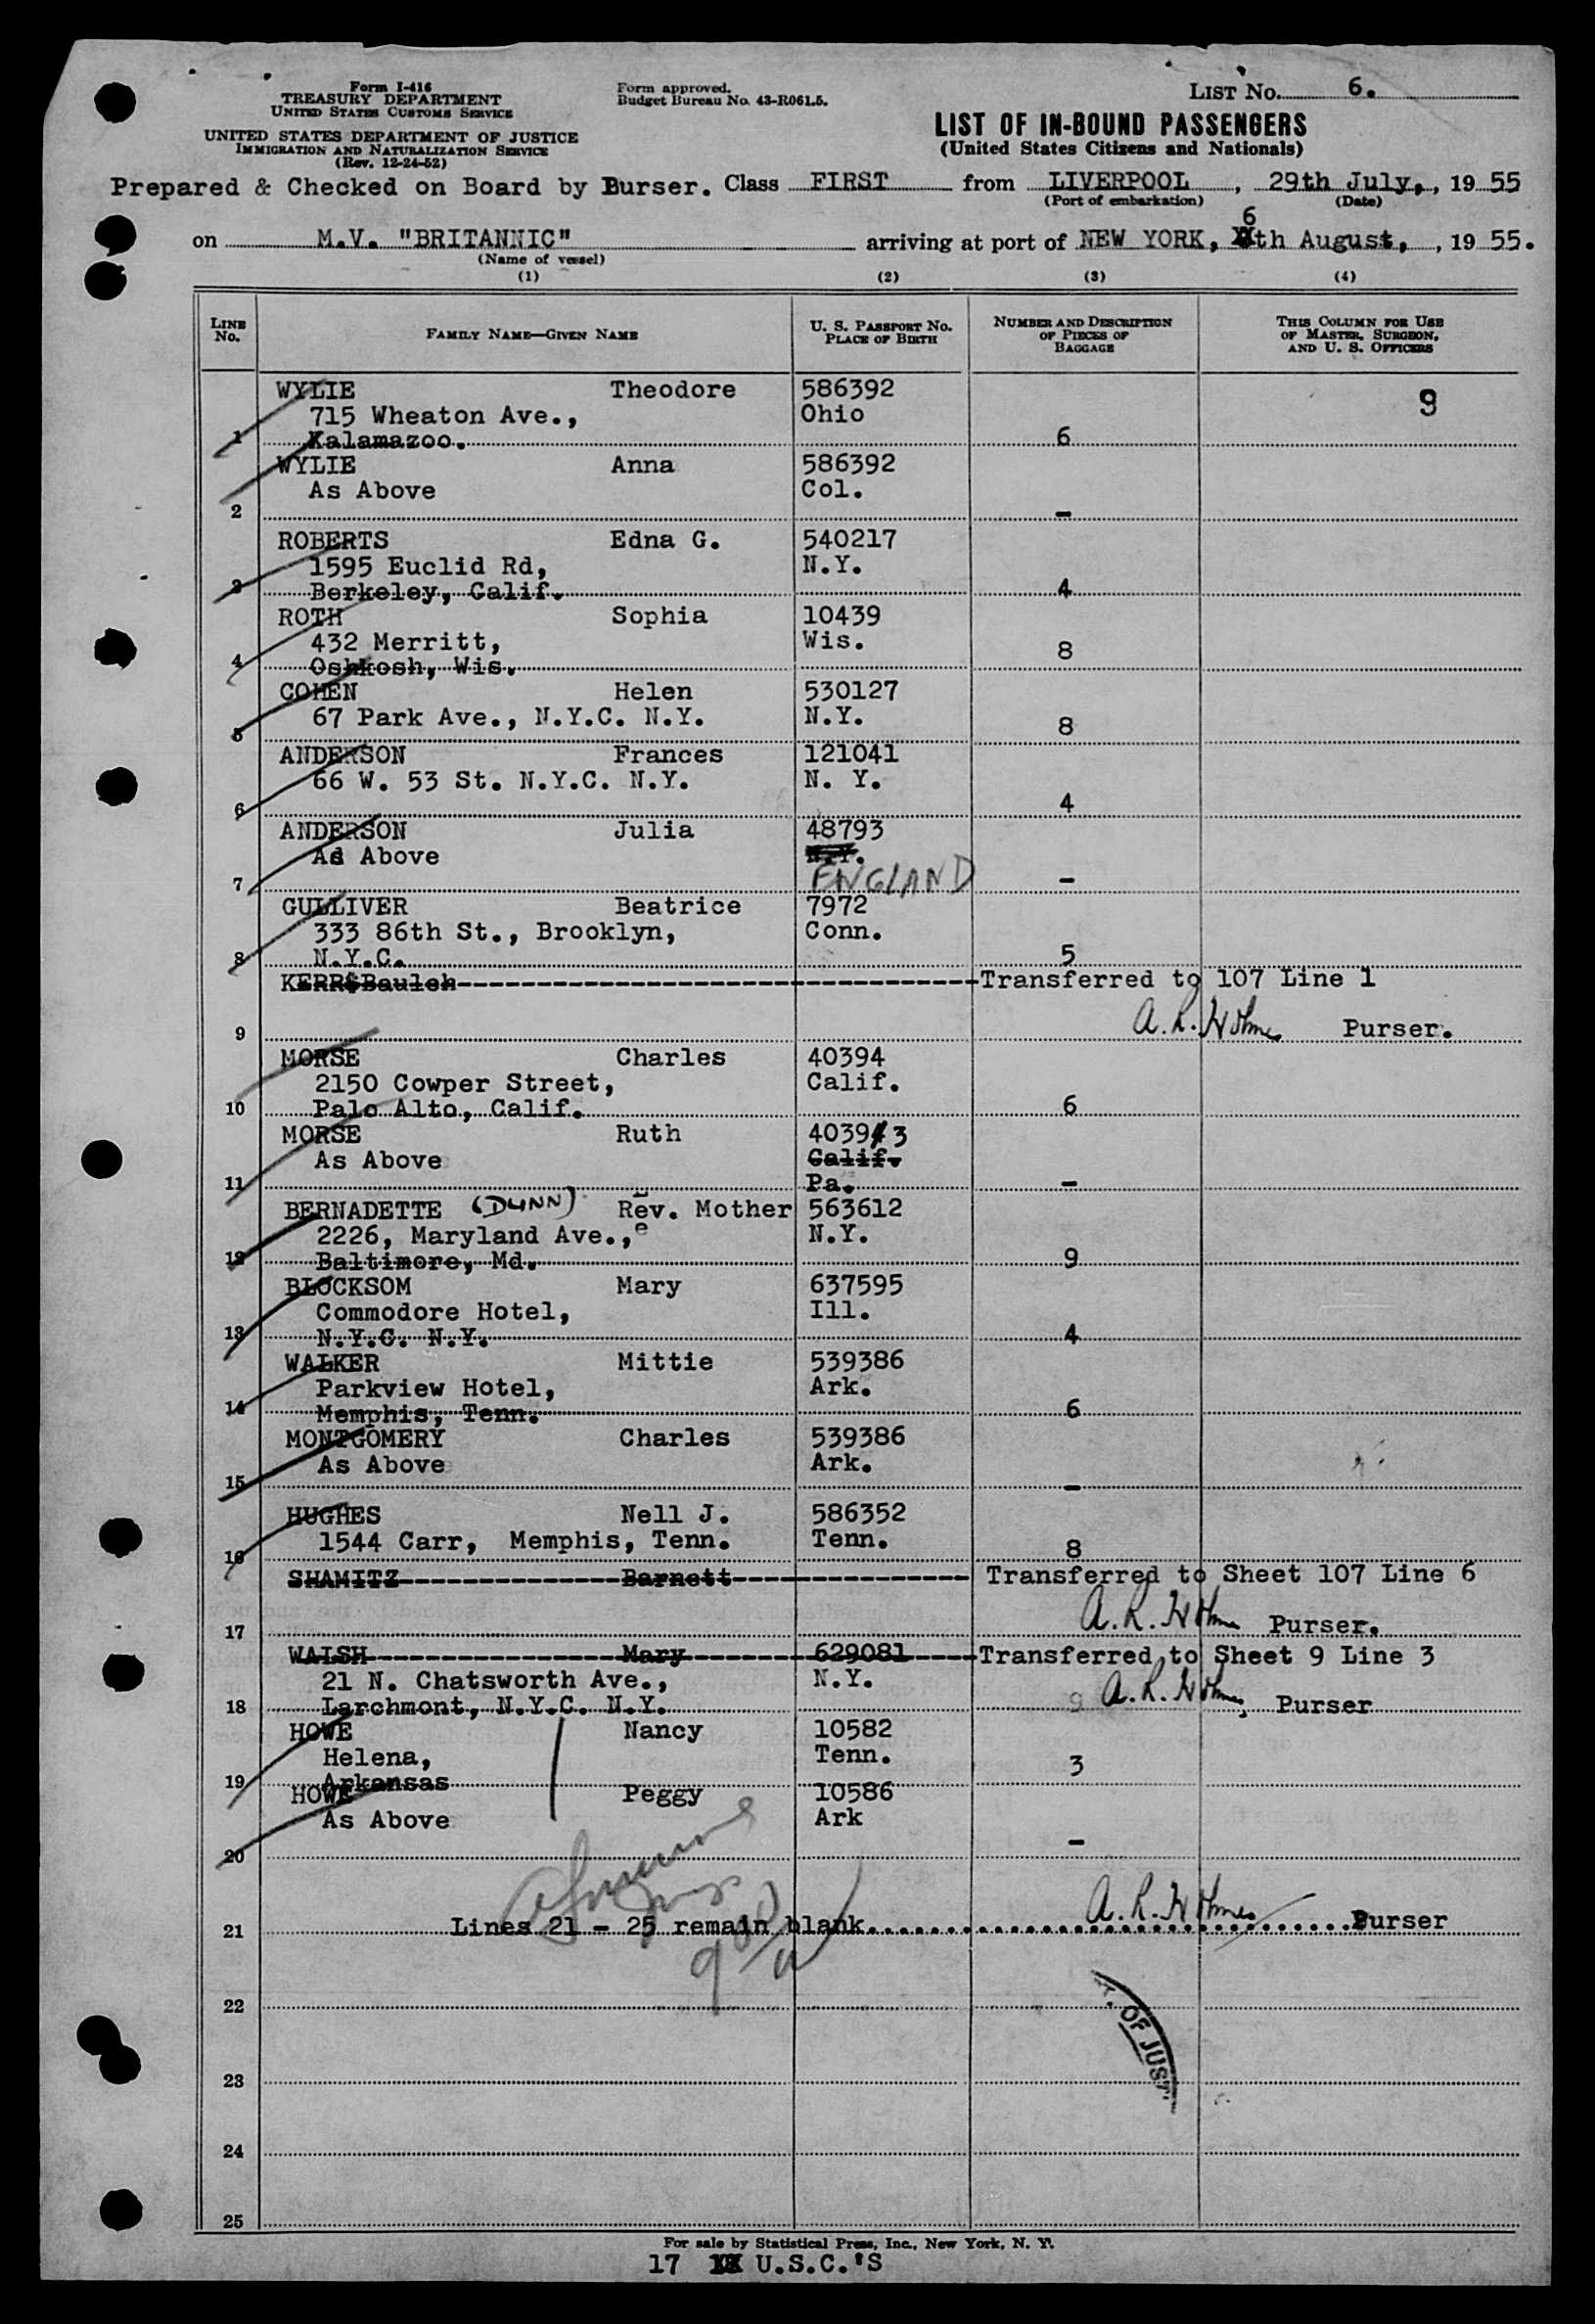 Form I-416
TREASURY DEPARTMENT
UNITED STATES CUSTOMS SERVICE
UNITED STATES DEPARTMENT OF JUSTICE
IMMIGRATION AND NATURALIZATION SERVICE
(Rev. 12-24-52)
Form approved.
Budget Bureau No. 43-R061.5.
LIST No. 6.
LIST OF IN-BOUND PASSENGERS
(United States Citizens and Nationals)
Prepared & Checked on Board by Purser. Class FIRST from LIVERPOOL, 29th July, , 19 55
(Port of embarkation) (Date)
on M.V. "BRITANNIC" arriving at port of NEW YORK, 6th August, , 19 55.
(Name of vessel)
(1) (2) (3) (4)
LINE No. FAMILY NAME—GIVEN NAME U. S. PASSPORT No. PLACE OF BIRTH NUMBER AND DESCRIPTION OF PIECES OF BAGGAGE THIS COLUMN FOR USE OF MASTER, SURGEON, AND U. S. OFFICERS
WYLIE Theodore 586392 9
715 Wheaton Ave., Ohio
1 Kalamazoo. 6
WYLIE Anna 586392
As Above Col.
2 -
ROBERTS Edna G. 540217
1595 Euclid Rd, N.Y.
3 Berkeley, Calif. 4
ROTH Sophia 10439
432 Merritt, Wis.
4 Oshkosh, Wis. 8
COHEN Helen 530127
67 Park Ave., N.Y.C. N.Y. N.Y.
5 8
ANDERSON Frances 121041
66 W. 53 St. N.Y.C. N.Y. N. Y.
6 4
ANDERSON Julia 48793
As Above N.Y.
7 ENGLAND -
GULLIVER Beatrice 7972
333 86th St., Brooklyn, Conn.
8 N.Y.C. 5
KERR Bauleh Transferred to 107 Line 1
9 A. R. Holmes Purser.
MORSE Charles 40394
2150 Cowper Street, Calif.
10 Palo Alto, Calif. 6
MORSE Ruth 40394 3
As Above Calif.
11 Pa. -
BERNADETTE (DUNN) Rev. Mother 563612
2226, Maryland Ave., e N.Y.
12 Baltimore, Md. 9
BLOCKSOM Mary 637595
Commodore Hotel, Ill.
13 N.Y.C. N.Y. 4
WALKER Mittie 539386
Parkview Hotel, Ark.
14 Memphis, Tenn. 6
MONTGOMERY Charles 539386
As Above Ark.
15 -
HUGHES Nell J. 586352
1544 Carr, Memphis, Tenn. Tenn.
16 8
SHAMITZ Barnett Transferred to Sheet 107 Line 6
17 A. R. Holmes Purser.
WALSH Mary 629081 Transferred to Sheet 9 Line 3
21 N. Chatsworth Ave., N.Y.
18 Larchmont, N.Y.C. N.Y. 9 A. R. Holmes, Purser
HOWE Nancy 10582
Helena, Tenn.
19 Arkansas 3
HOWE Peggy 10586
As Above Ark
20 -
21 Lines 21 - 25 remain blank A. R. Holmes Purser
22
. OF JUST.
23
24
25
For sale by Statistical Press, Inc., New York, N. Y.
17 U.S.C.'S